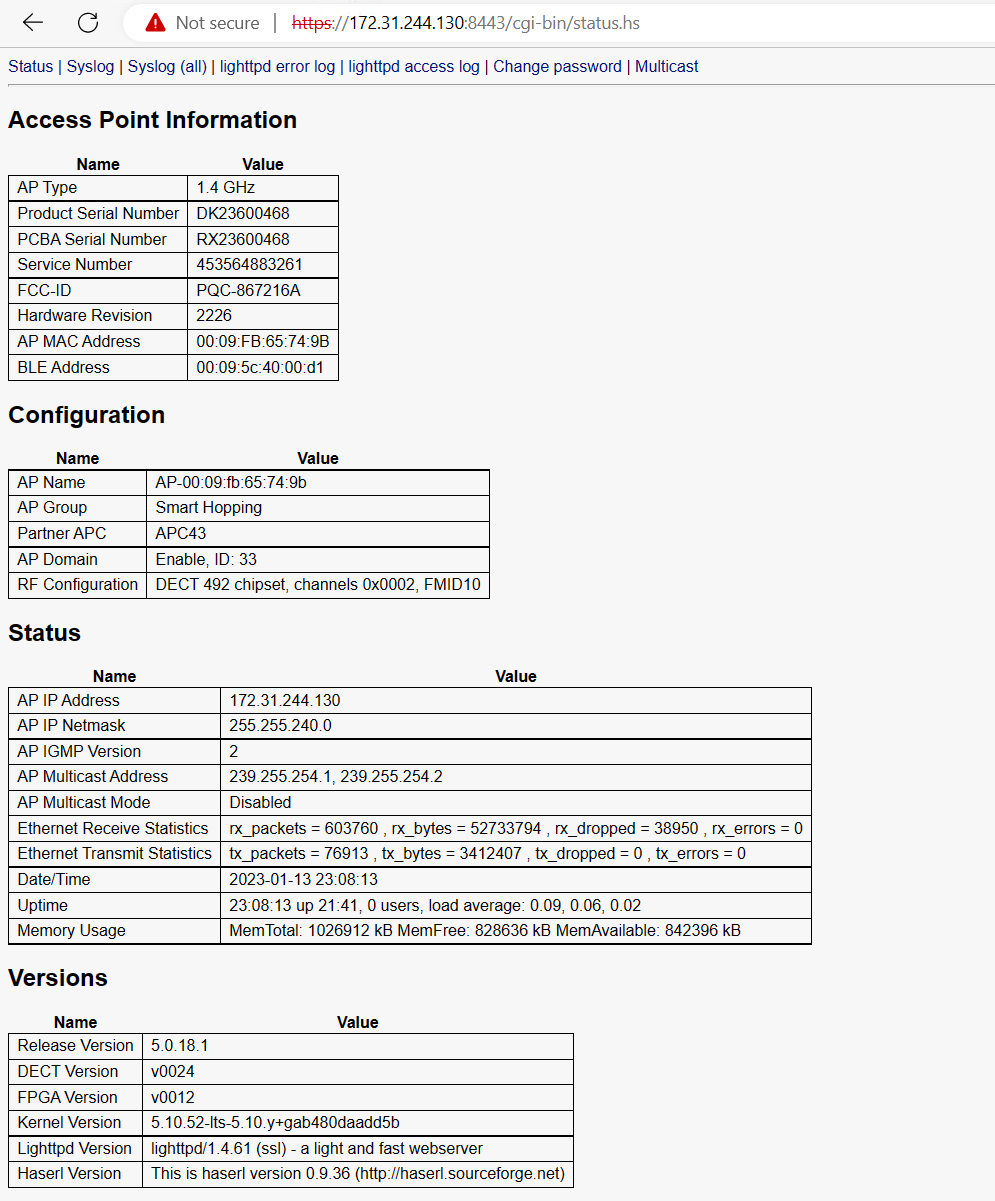 Not secure | https://172.31.244.130:8443/cgi-bin/status.hs
Status | Syslog | Syslog (all) | lighttpd error log | lighttpd access log | Change password | Multicast
Access Point Information
Name Value
AP Type 1.4 GHz
Product Serial Number DK23600468
PCBA Serial Number RX23600468
Service Number 453564883261
FCC-ID PQC-867216A
Hardware Revision 2226
AP MAC Address 00:09:FB:65:74:9B
BLE Address 00:09:5c:40:00:d1
Configuration
Name Value
AP Name AP-00:09:fb:65:74:9b
AP Group Smart Hopping
Partner APC APC43
AP Domain Enable, ID: 33
RF Configuration DECT 492 chipset, channels 0x0002, FMID10
Status
Name Value
AP IP Address 172.31.244.130
AP IP Netmask 255.255.240.0
AP IGMP Version 2
AP Multicast Address 239.255.254.1, 239.255.254.2
AP Multicast Mode Disabled
Ethernet Receive Statistics rx_packets = 603760 , rx_bytes = 52733794 , rx_dropped = 38950 , rx_errors = 0
Ethernet Transmit Statistics tx_packets = 76913 , tx_bytes = 3412407 , tx_dropped = 0 , tx_errors = 0
Date/Time 2023-01-13 23:08:13
Uptime 23:08:13 up 21:41, 0 users, load average: 0.09, 0.06, 0.02
Memory Usage MemTotal: 1026912 kB MemFree: 828636 kB MemAvailable: 842396 kB
Versions
Name Value
Release Version 5.0.18.1
DECT Version v0024
FPGA Version v0012
Kernel Version 5.10.52-lts-5.10.y+gab480daadd5b
Lighttpd Version lighttpd/1.4.61 (ssl) - a light and fast webserver
Haserl Version This is haserl version 0.9.36 (http://haserl.sourceforge.net)